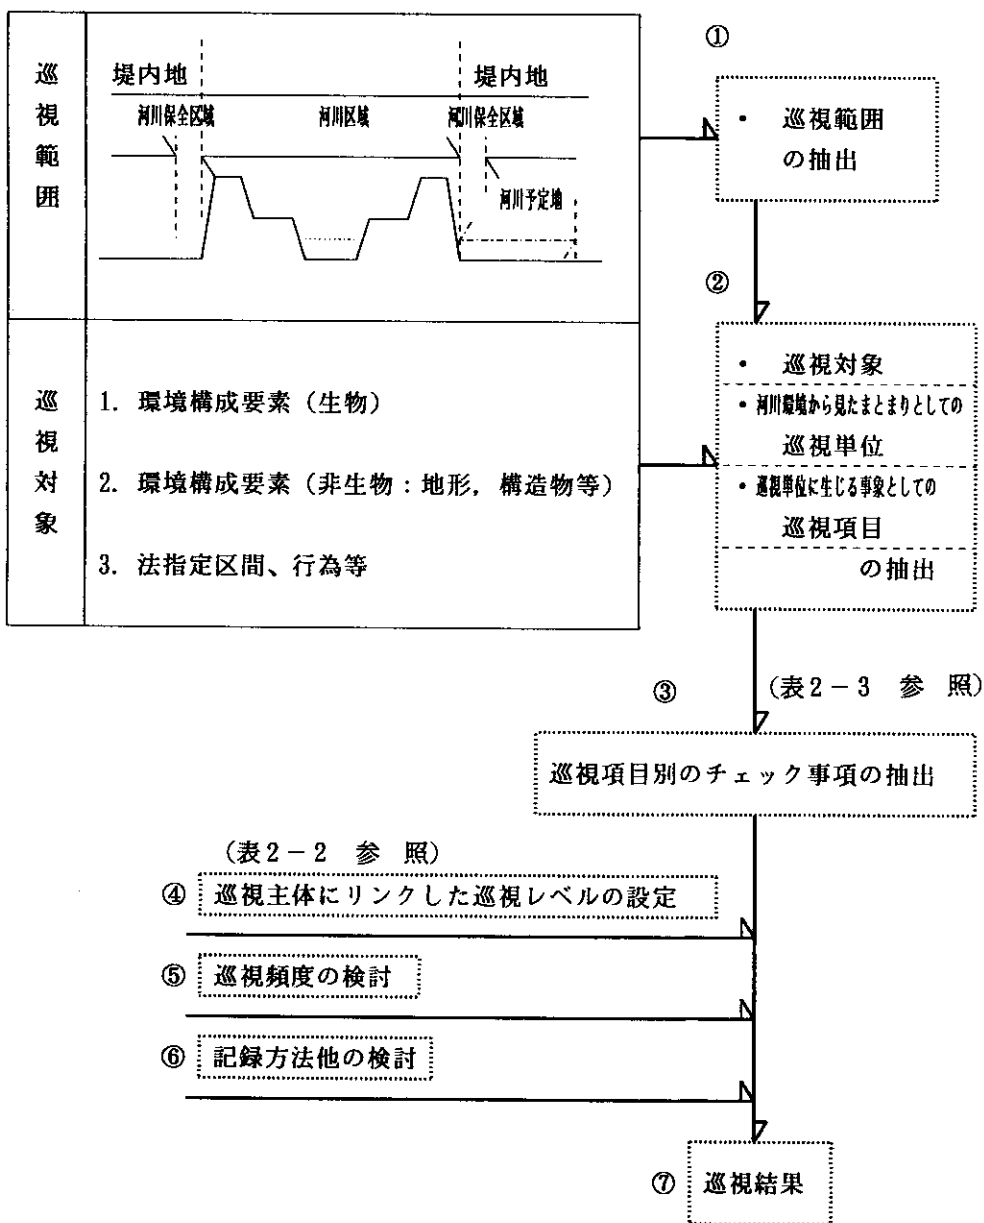 巡視範囲
堤内地
堤内地
河川保全区域
河川区域
河川保全区域
河川予定地
巡視対象
1. 環境構成要素（生物）
2. 環境構成要素（非生物：地形，構造物等）
3. 法指定区間、行為等
①
・ 巡視範囲
の抽出
②
・ 巡視対象
・河川環境から見たまとまりとしての
巡視単位
・巡視単位に生じる事象としての
巡視項目
の抽出
③
（表２－３ 参 照）
巡視項目別のチェック事項の抽出
（表２－２ 参 照）
④ 巡視主体にリンクした巡視レベルの設定
⑤ 巡視頻度の検討
⑥ 記録方法他の検討
⑦ 巡視結果